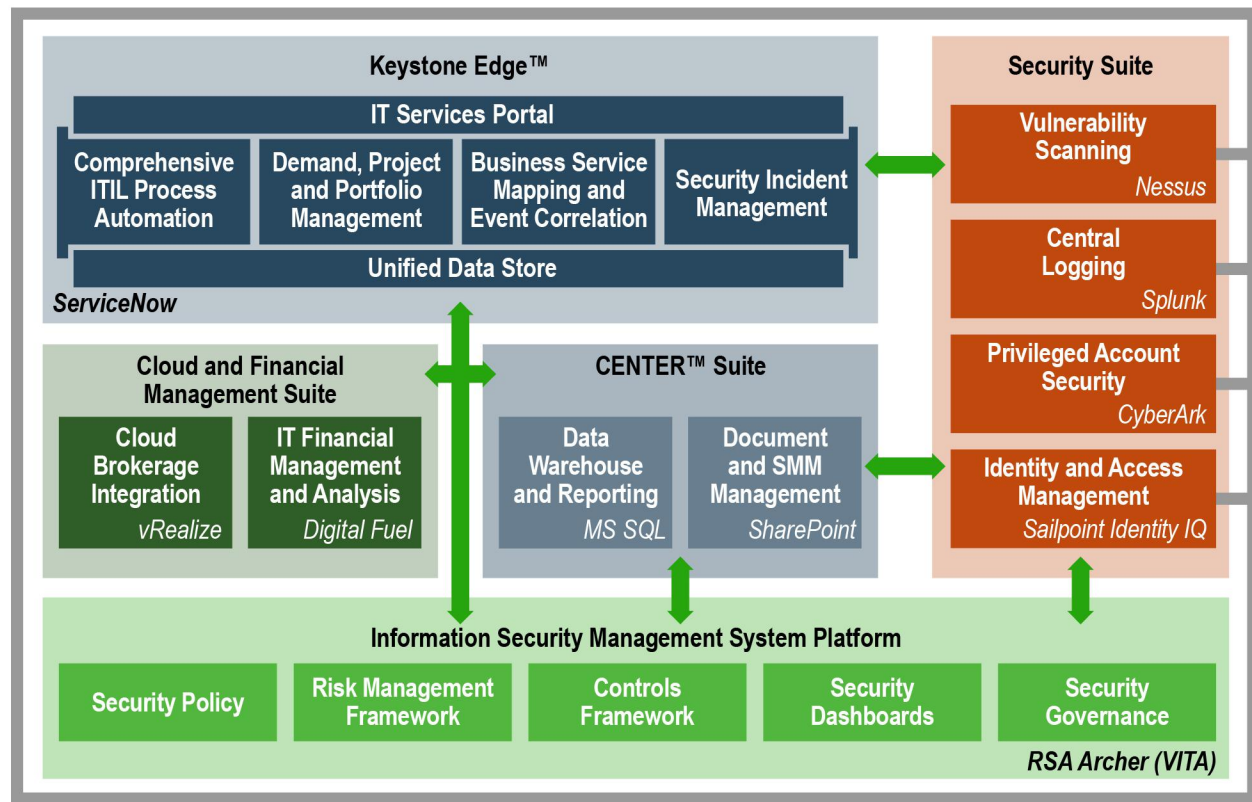 Keystone Edge™
IT Services Portal
Comprehensive
ITIL Process
Automation
Demand, Project
and Portfolio
Management
Business Service
Mapping and
Event Correlation
Security Incident
Management
Unified Data Store
ServiceNow
Security Suite
Vulnerability
Scanning
Nessus
Central
Logging
Splunk
Privileged Account
Security
CyberArk
Identity and Access
Management
Sailpoint Identity IQ
Cloud and Financial
Management Suite
Cloud
Brokerage
Integration
vRealize
IT Financial
Management
and Analysis
Digital Fuel
CENTER™ Suite
Data
Warehouse
and Reporting
MS SQL
Document
and SMM
Management
SharePoint
Information Security Management System Platform
Security Policy
Risk Management
Framework
Controls
Framework
Security
Dashboards
Security
Governance
RSA Archer (VITA)